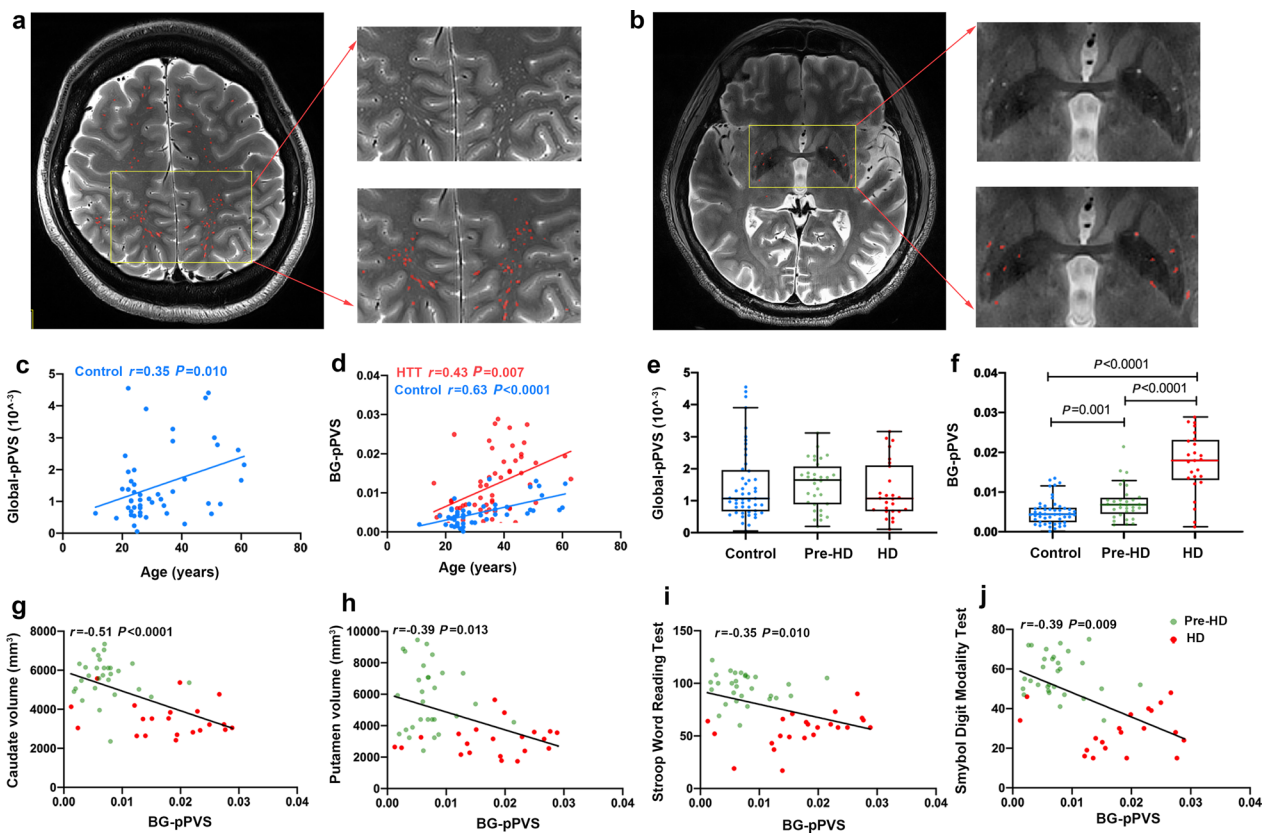 a
b
c
Control r=0.35 P=0.010
Global-pPVS (10^-3)
5
4
3
2
1
0
0 20 40 60 80
Age (years)
d
HTT r=0.43 P=0.007
Control r=0.63 P<0.0001
BG-pPVS
0.04
0.03
0.02
0.01
0.00
0 20 40 60 80
Age (years)
e
Global-pPVS (10^-3)
5
4
3
2
1
0
Control Pre-HD HD
f
P<0.0001
P<0.0001
P=0.001
BG-pPVS
0.04
0.03
0.02
0.01
0.00
Control Pre-HD HD
g
r=-0.51 P<0.0001
Caudate volume (mm³)
8000
6000
4000
2000
0
0.00 0.01 0.02 0.03 0.04
BG-pPVS
h
r=-0.39 P=0.013
Putamen volume (mm³)
10000
8000
6000
4000
2000
0
0.00 0.01 0.02 0.03 0.04
BG-pPVS
i
r=-0.35 P=0.010
Stroop Word Reading Test
150
100
50
0
0.00 0.01 0.02 0.03 0.04
BG-pPVS
j
r=-0.39 P=0.009
Pre-HD
HD
Smybol Digit Modality Test
80
60
40
20
0
0.00 0.01 0.02 0.03 0.04
BG-pPVS